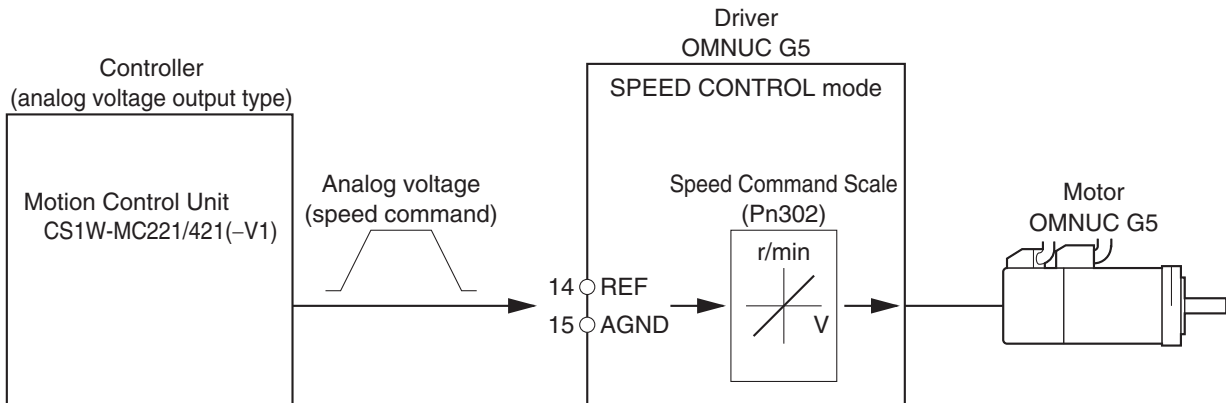 Controller
(analog voltage output type)
Motion Control Unit
CS1W-MC221/421(–V1)
Analog voltage
(speed command)
Driver
OMNUC G5
SPEED CONTROL mode
14 REF
15 AGND
Speed Command Scale
(Pn302)
r/min
V
Motor
OMNUC G5